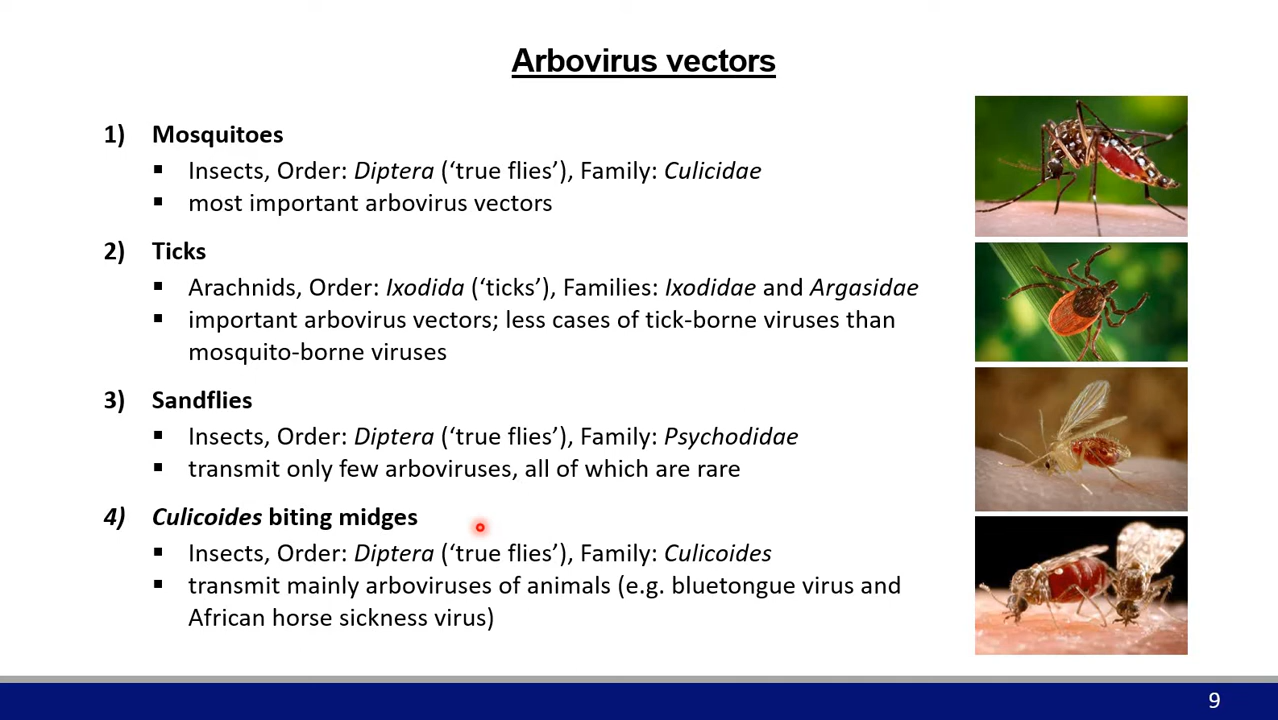 Arbovirus vectors
1) Mosquitoes
▪ Insects, Order: Diptera (‘true flies’), Family: Culicidae
▪ most important arbovirus vectors
2) Ticks
▪ Arachnids, Order: Ixodida (‘ticks’), Families: Ixodidae and Argasidae
▪ important arbovirus vectors; less cases of tick-borne viruses than
mosquito-borne viruses
3) Sandflies
▪ Insects, Order: Diptera (‘true flies’), Family: Psychodidae
▪ transmit only few arboviruses, all of which are rare
4) Culicoides biting midges
▪ Insects, Order: Diptera (‘true flies’), Family: Culicoides
▪ transmit mainly arboviruses of animals (e.g. bluetongue virus and
African horse sickness virus)
9